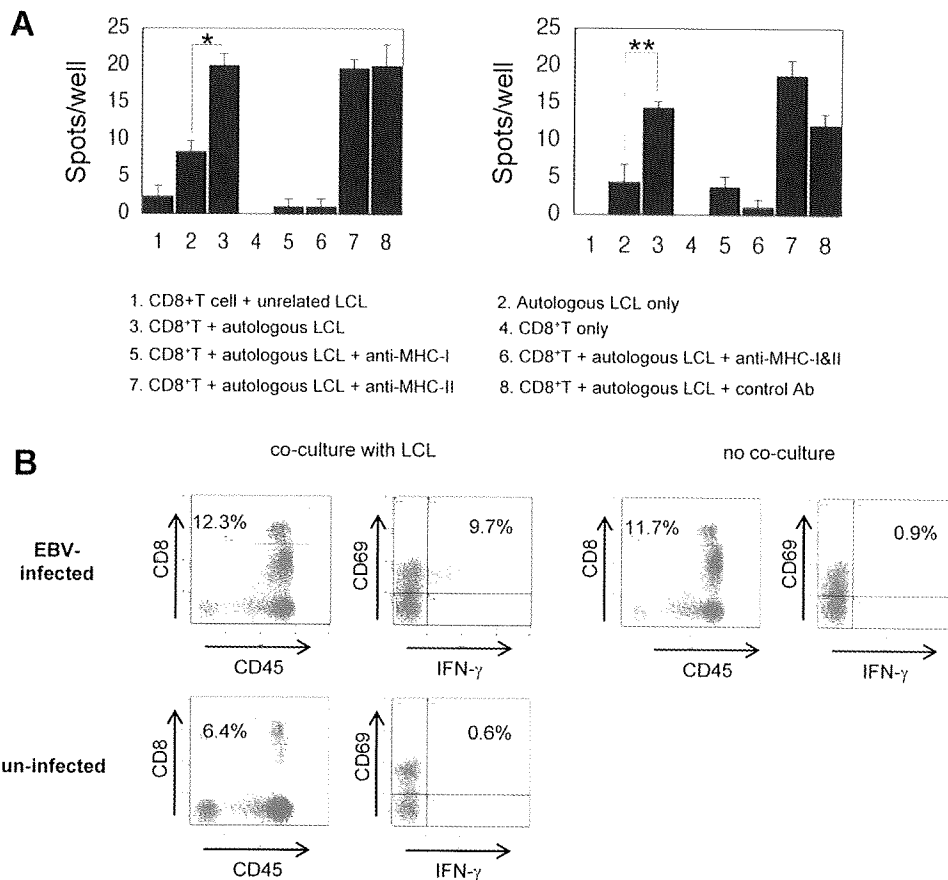 A
25
20
15
10
5
0
Spots/well
*
1 2 3 4 5 6 7 8
25
20
15
10
5
0
Spots/well
**
1 2 3 4 5 6 7 8
1. CD8+T cell + unrelated LCL
2. Autologous LCL only
3. CD8⁺T + autologous LCL
4. CD8⁺T only
5. CD8⁺T + autologous LCL + anti-MHC-I
6. CD8⁺T + autologous LCL + anti-MHC-I&II
7. CD8⁺T + autologous LCL + anti-MHC-II
8. CD8⁺T + autologous LCL + control Ab
B
co-culture with LCL
no co-culture
EBV-
infected
CD8
12.3%
CD45
CD69
9.7%
IFN-γ
CD8
11.7%
CD45
CD69
0.9%
IFN-γ
un-infected
CD8
6.4%
CD45
CD69
0.6%
IFN-γ